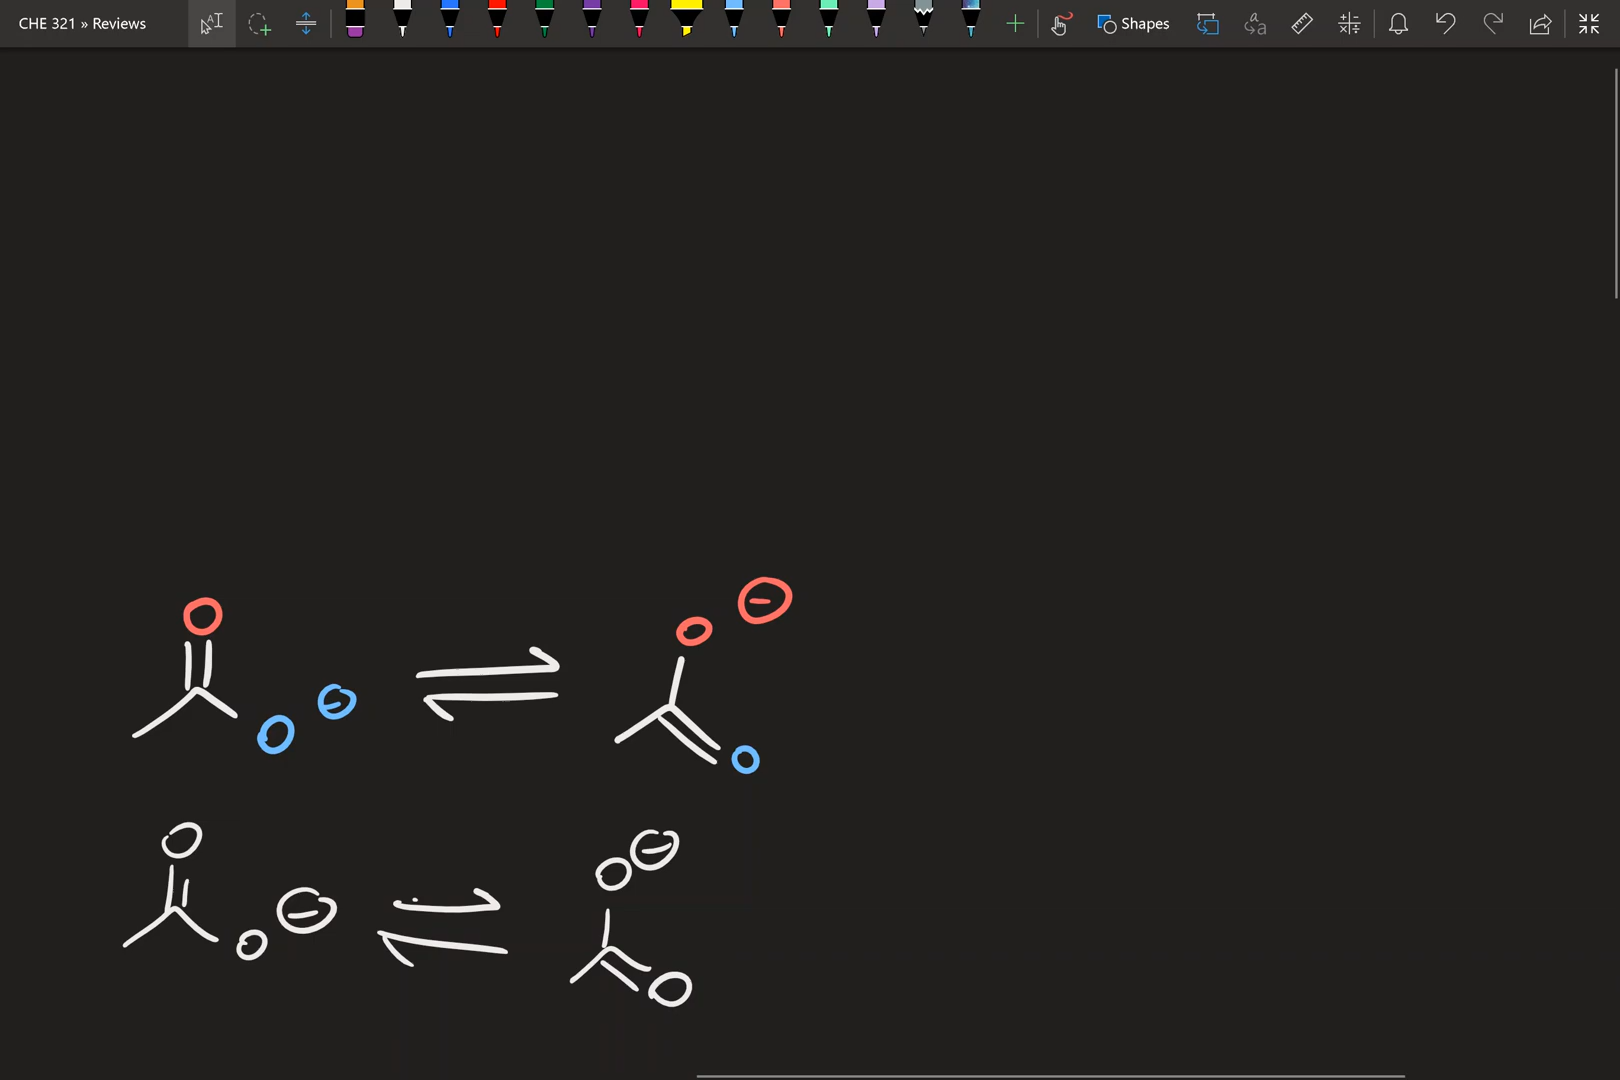 CHE 321 » Reviews
Shapes
O O ⊖ ⇌ O ⊖ O
O O ⊖ ⇌ O ⊖ O